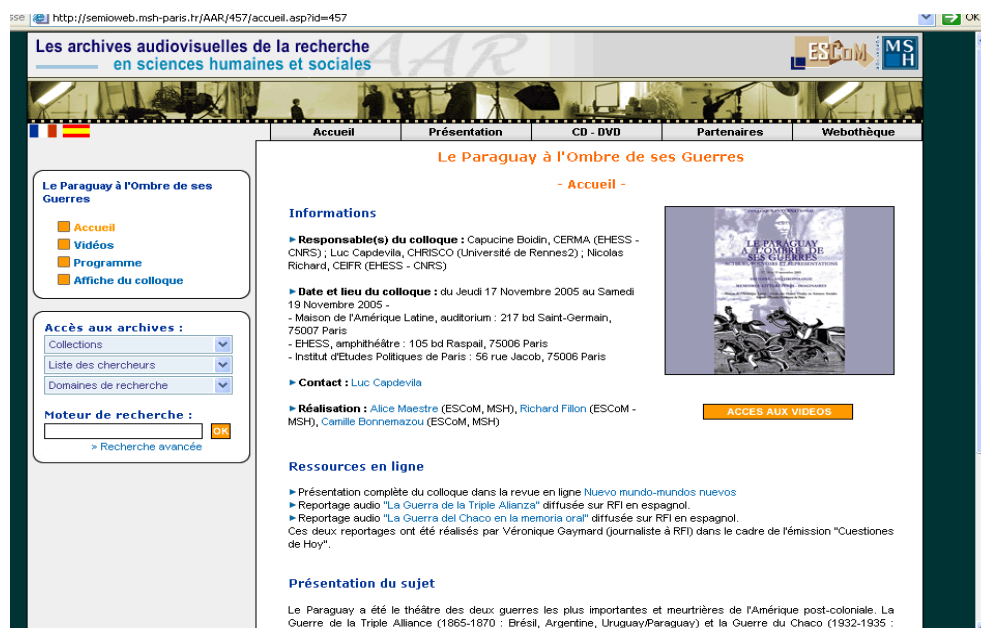 sse http://semioweb.msh-paris.fr/AAR/457/accueil.asp?id=457 OK
Les archives audiovisuelles de la recherche
en sciences humaines et sociales
AAR
ESCoM
MSH
Accueil Présentation CD - DVD Partenaires Webothèque
Le Paraguay à l'Ombre de ses Guerres
- Accueil -
Le Paraguay à l'Ombre de ses
Guerres
Accueil
Vidéos
Programme
Affiche du colloque
Accès aux archives :
Collections
Liste des chercheurs
Domaines de recherche
Moteur de recherche :
OK
» Recherche avancée
Informations
Responsable(s) du colloque : Capucine Boidin, CERMA (EHESS -
CNRS) ; Luc Capdevila, CHRISCO (Université de Rennes2) ; Nicolas
Richard, CEIFR (EHESS - CNRS)
Date et lieu du colloque : du Jeudi 17 Novembre 2005 au Samedi
19 Novembre 2005 -
- Maison de l'Amérique Latine, auditorium : 217 bd Saint-Germain,
75007 Paris
- EHESS, amphithéâtre : 105 bd Raspail, 75006 Paris
- Institut d'Etudes Politiques de Paris : 56 rue Jacob, 75006 Paris
Contact : Luc Capdevila
Réalisation : Alice Maestre (ESCoM, MSH), Richard Fillon (ESCoM -
MSH), Camille Bonnemazou (ESCoM, MSH)
LE PARAGUAY
A L'OMBRE DE
SES GUERRES
ACCES AUX VIDEOS
Ressources en ligne
Présentation complète du colloque dans la revue en ligne Nuevo mundo-mundos nuevos
Reportage audio "La Guerra de la Triple Alianza" diffusée sur RFI en espagnol.
Reportage audio "La Guerra del Chaco en la memoria oral" diffusée sur RFI en espagnol.
Ces deux reportages ont été réalisés par Véronique Gaymard (journaliste à RFI) dans le cadre de l'émission "Cuestiones
de Hoy".
Présentation du sujet
Le Paraguay a été le théâtre des deux guerres les plus importantes et meurtrières de l'Amérique post-coloniale. La
Guerre de la Triple Alliance (1865-1870 : Brésil, Argentine, Uruguay/Paraguay) et la Guerre du Chaco (1932-1935 :